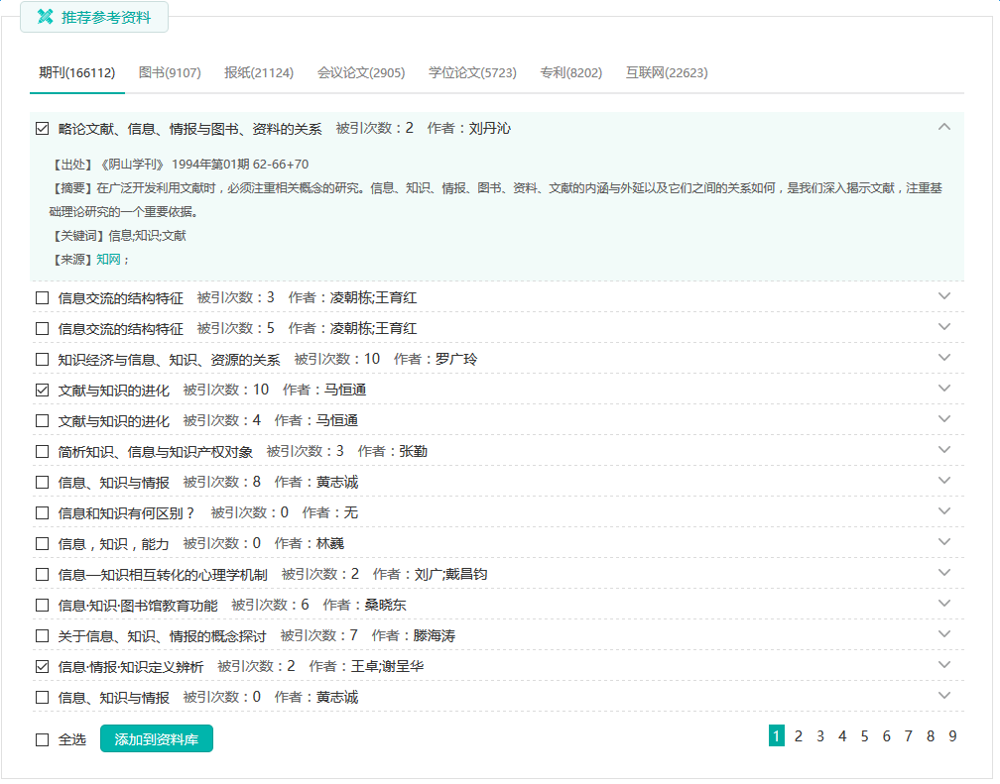 推荐参考资料
期刊(166112) 图书(9107) 报纸(21124) 会议论文(2905) 学位论文(5723) 专利(8202) 互联网(22623)
略论文献、信息、情报与图书、资料的关系 被引次数：2 作者：刘丹沁
【出处】《阴山学刊》 1994年第01期 62-66+70
【摘要】在广泛开发利用文献时，必须注重相关概念的研究。信息、知识、情报、图书、资料、文献的内涵与外延以及它们之间的关系如何，是我们深入揭示文献，注重基
础理论研究的一个重要依据。
【关键词】信息;知识;文献
【来源】知网；
信息交流的结构特征 被引次数：3 作者：凌朝栋;王育红
信息交流的结构特征 被引次数：5 作者：凌朝栋;王育红
知识经济与信息、知识、资源的关系 被引次数：10 作者：罗广玲
文献与知识的进化 被引次数：10 作者：马恒通
文献与知识的进化 被引次数：4 作者：马恒通
简析知识、信息与知识产权对象 被引次数：3 作者：张勤
信息、知识与情报 被引次数：8 作者：黄志诚
信息和知识有何区别？ 被引次数：0 作者：无
信息，知识，能力 被引次数：0 作者：林巍
信息—知识相互转化的心理学机制 被引次数：2 作者：刘广;戴昌钧
信息·知识·图书馆教育功能 被引次数：6 作者：桑晓东
关于信息、知识、情报的概念探讨 被引次数：7 作者：滕海涛
信息·情报·知识定义辨析 被引次数：2 作者：王卓;谢呈华
信息、知识与情报 被引次数：0 作者：黄志诚
全选 添加到资料库 1 2 3 4 5 6 7 8 9